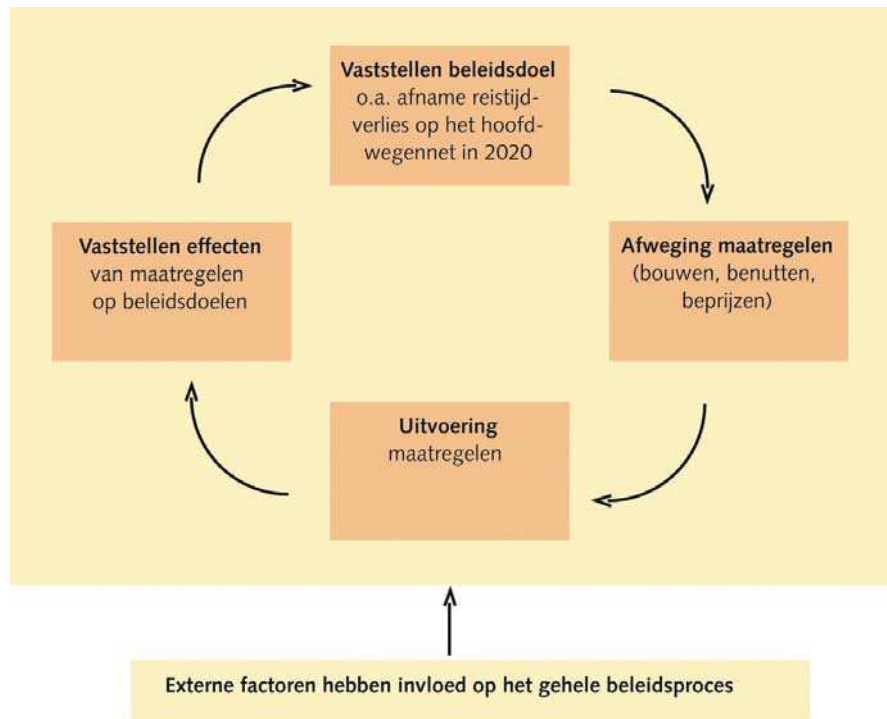 Vaststellen beleidsdoel
o.a. afname reistijd-
verlies op het hoofd-
wegennet in 2020
Vaststellen effecten
van maatregelen
op beleidsdoelen
Afweging maatregelen
(bouwen, benutten,
beprijzen)
Uitvoering
maatregelen
Externe factoren hebben invloed op het gehele beleidsproces